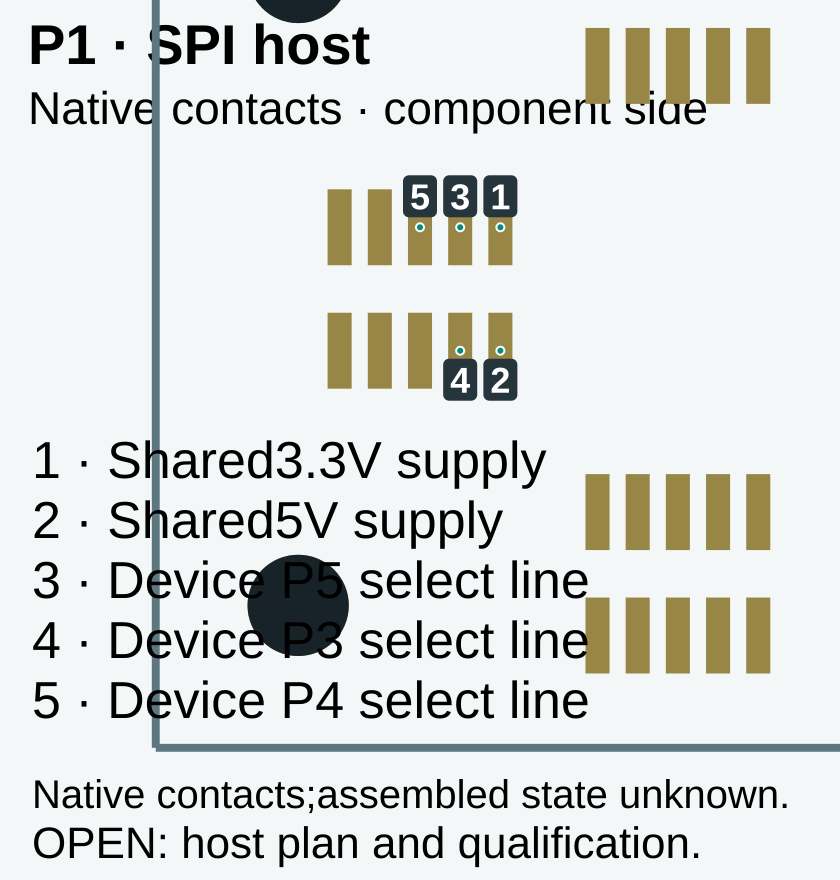 P1 · SPI host
Native contacts · component side
5 3 1
4 2
1 · Shared3.3V supply
2 · Shared5V supply
3 · Device P5 select line
4 · Device P3 select line
5 · Device P4 select line
Native contacts;assembled state unknown.
OPEN: host plan and qualification.